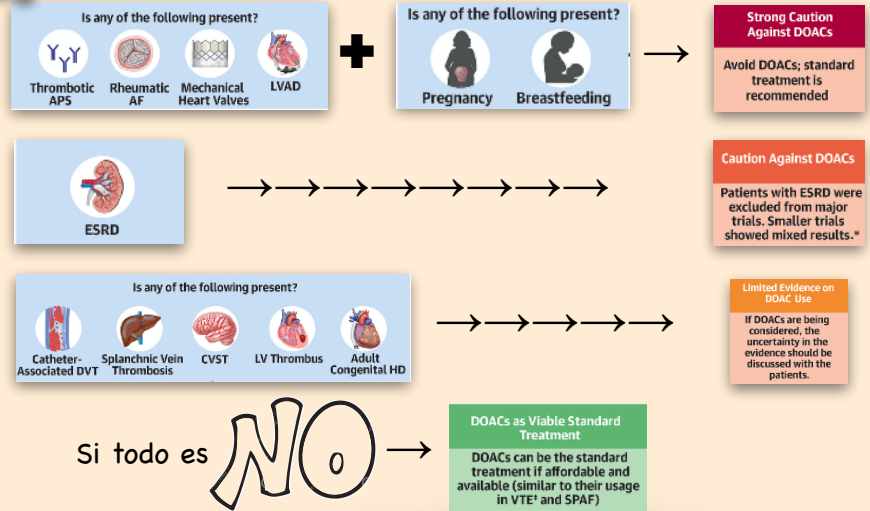 Is any of the following present?
Thrombotic
APS
Rheumatic
AF
Mechanical
Heart Valves
LVAD
Is any of the following present?
Pregnancy
Breastfeeding
Strong Caution
Against DOACs
Avoid DOACs; standard
treatment is
recommended
ESRD
Caution Against DOACs
Patients with ESRD were
excluded from major
trials. Smaller trials
showed mixed results.*
Is any of the following present?
Catheter-
Associated DVT
Splanchnic Vein
Thrombosis
CVST
LV Thrombus
Adult
Congenital HD
Limited Evidence on
DOAC Use
If DOACs are being
considered, the
uncertainty in the
evidence should be
discussed with the
patients.
Si todo es NO
DOACs as Viable Standard
Treatment
DOACs can be the standard
treatment if affordable and
available (similar to their usage
in VTE‡ and SPAF)